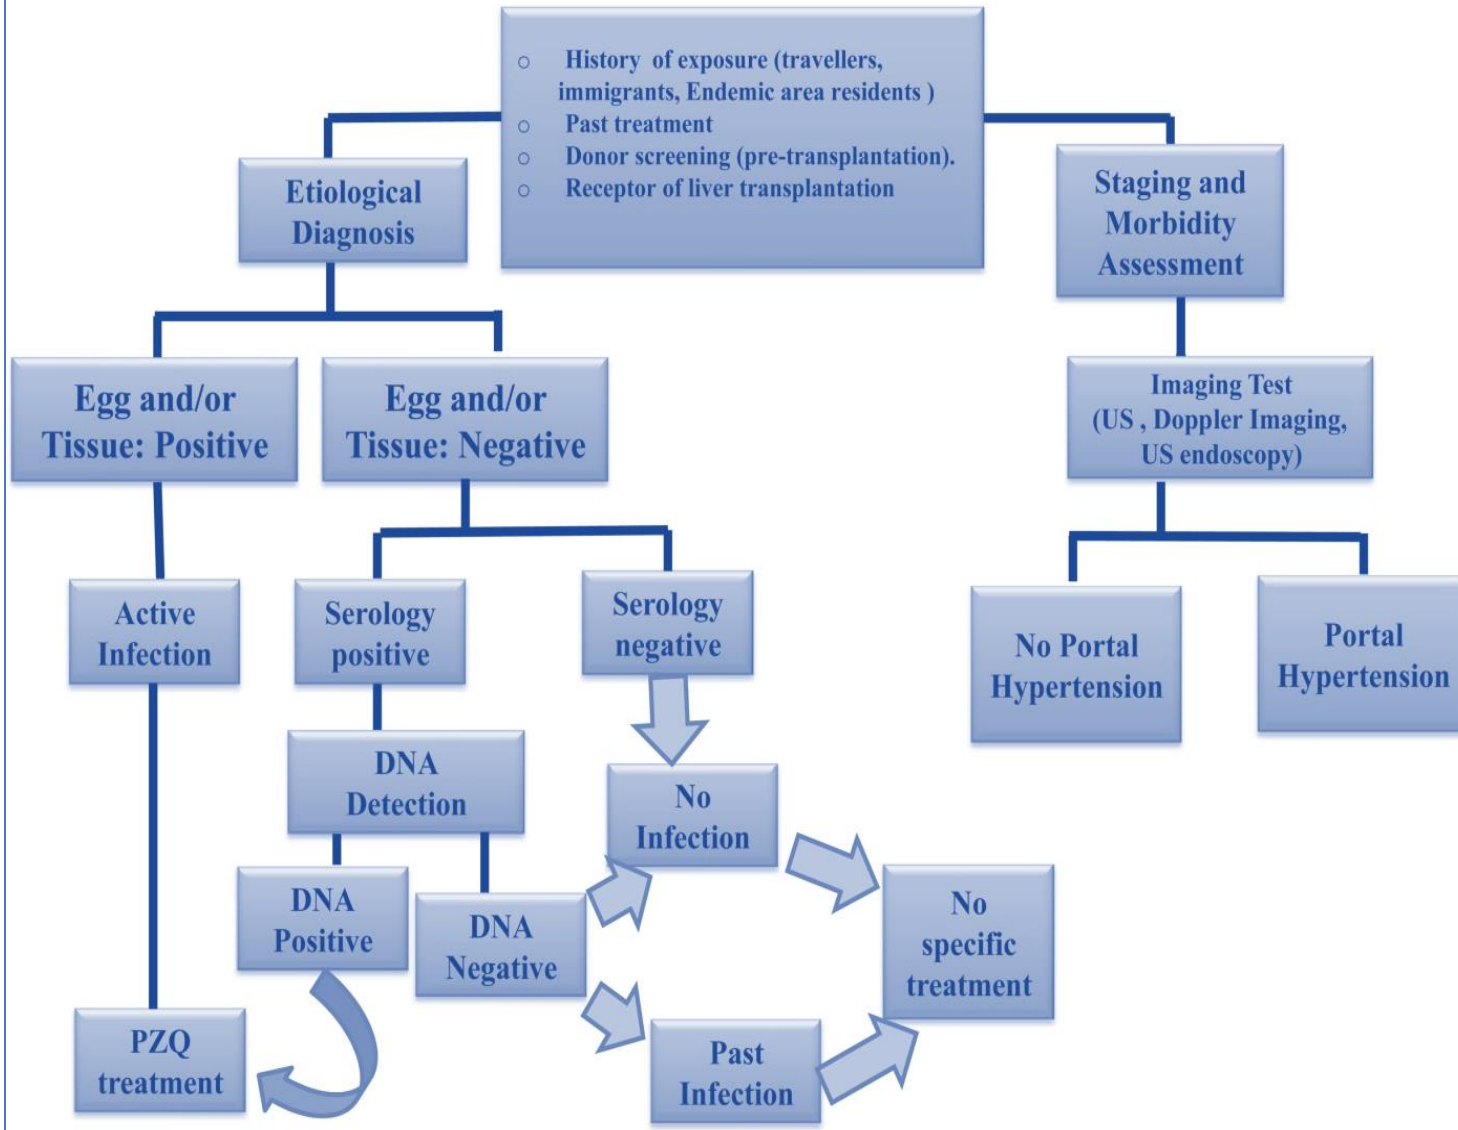 ○ History of exposure (travellers,
immigrants, Endemic area residents )
○ Past treatment
○ Donor screening (pre-transplantation).
○ Receptor of liver transplantation
Etiological
Diagnosis
Staging and
Morbidity
Assessment
Egg and/or
Tissue: Positive
Egg and/or
Tissue: Negative
Imaging Test
(US , Doppler Imaging,
US endoscopy)
Active
Infection
Serology
positive
Serology
negative
No Portal
Hypertension
Portal
Hypertension
DNA
Detection
No
Infection
DNA
Positive
DNA
Negative
No
specific
treatment
PZQ
treatment
Past
Infection